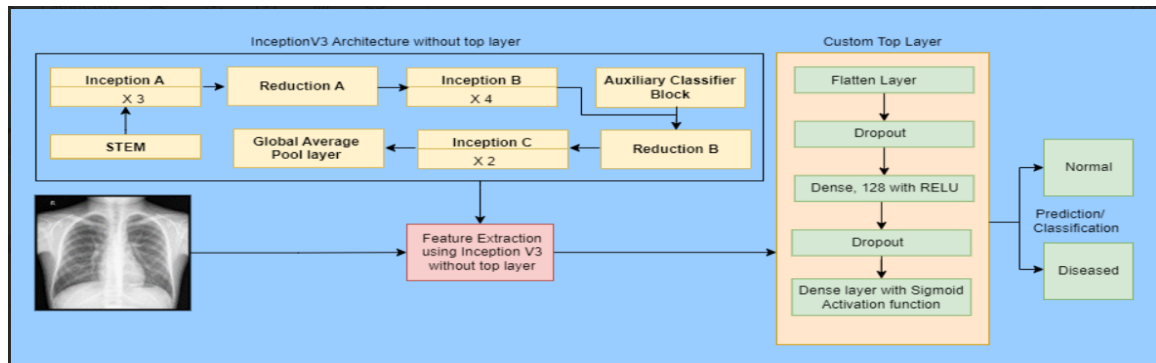 InceptionV3 Architecture without top layer
Inception A
X 3
Reduction A
Inception B
X 4
Auxiliary Classifier
Block
STEM
Global Average
Pool layer
Inception C
X 2
Reduction B
R
Feature Extraction
using Inception V3
without top layer
Custom Top Layer
Flatten Layer
Dropout
Dense, 128 with RELU
Dropout
Dense layer with Sigmoid
Activation function
Prediction/
Classification
Normal
Diseased